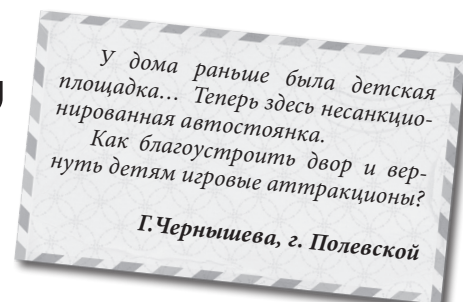 У дома раньше была детская
площадка... Теперь здесь несанкцио-
нированная автостоянка.
Как благоустроить двор и вер-
нуть детям игровые аттракционы?
Г.Чернышева, г. Полевской